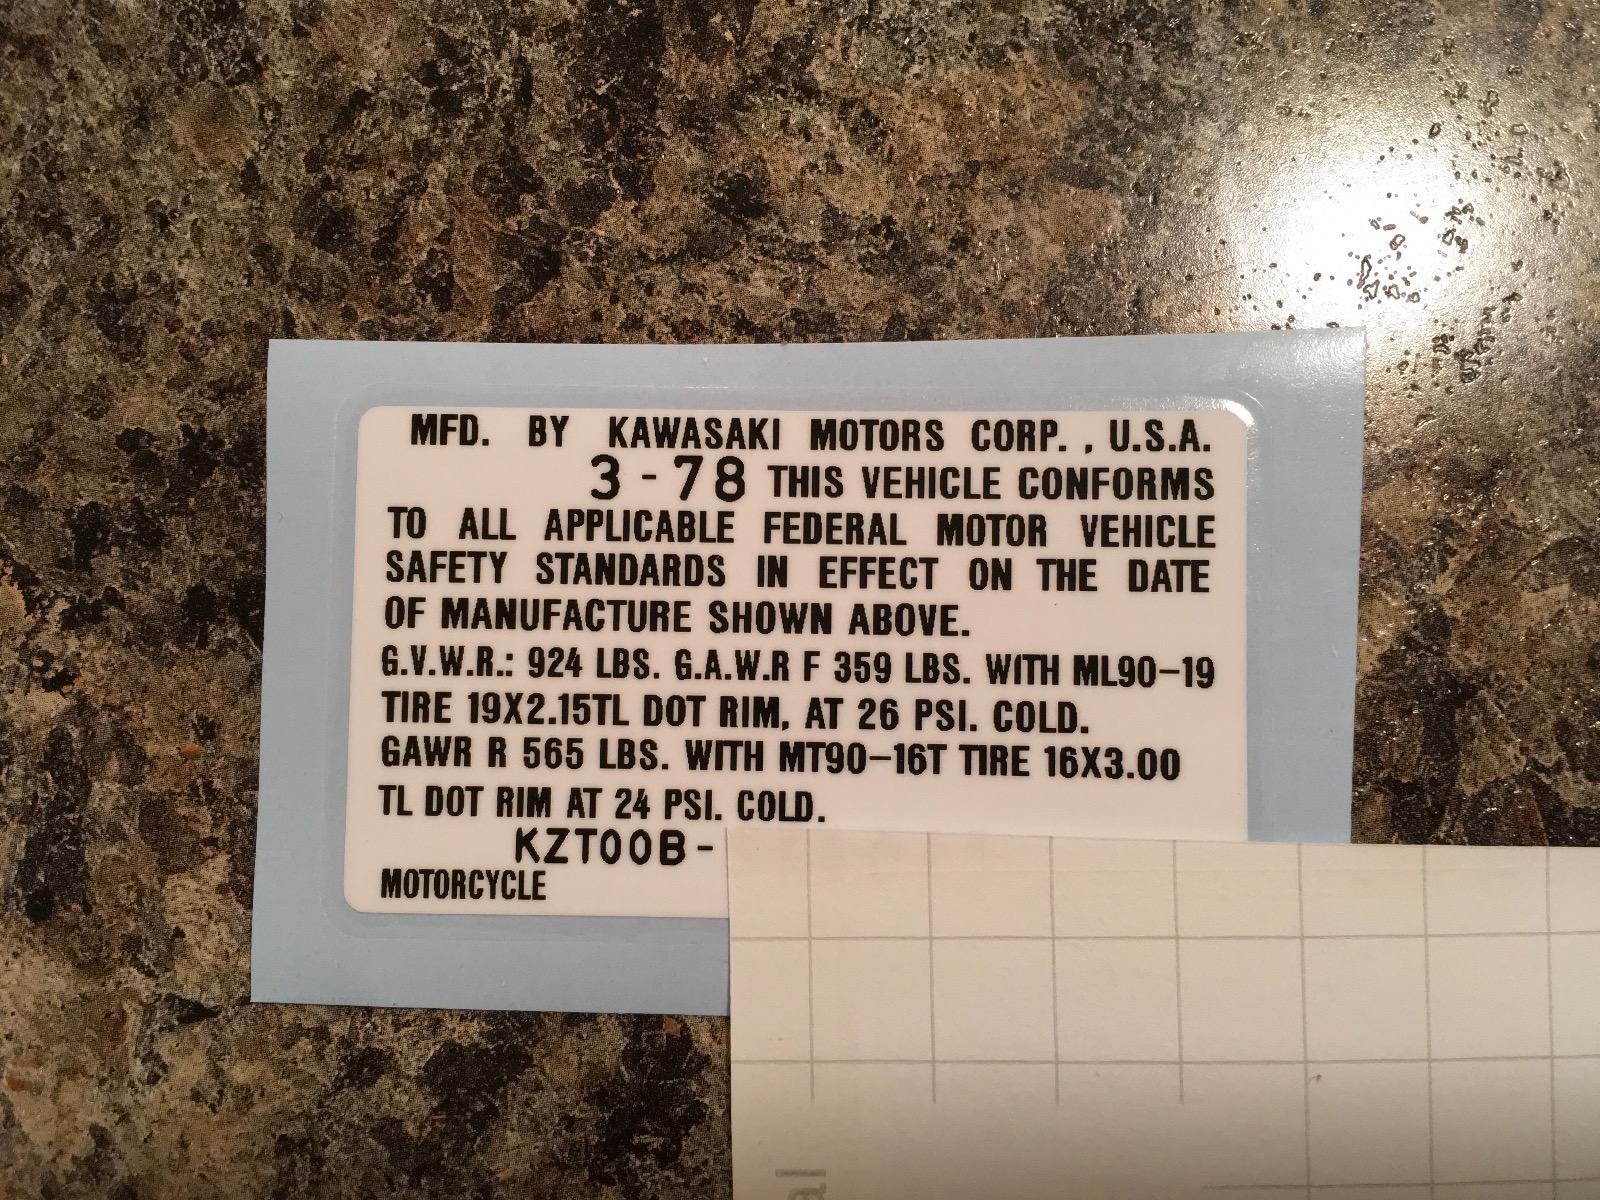 MFD. BY KAWASAKI MOTORS CORP. , U.S.A.
3 - 78 THIS VEHICLE CONFORMS
TO ALL APPLICABLE FEDERAL MOTOR VEHICLE
SAFETY STANDARDS IN EFFECT ON THE DATE
OF MANUFACTURE SHOWN ABOVE.
G.V.W.R.: 924 LBS. G.A.W.R F 359 LBS. WITH ML90-19
TIRE 19X2.15TL DOT RIM, AT 26 PSI. COLD.
GAWR R 565 LBS. WITH MT90-16T TIRE 16X3.00
TL DOT RIM AT 24 PSI. COLD.
KZT00B-
MOTORCYCLE